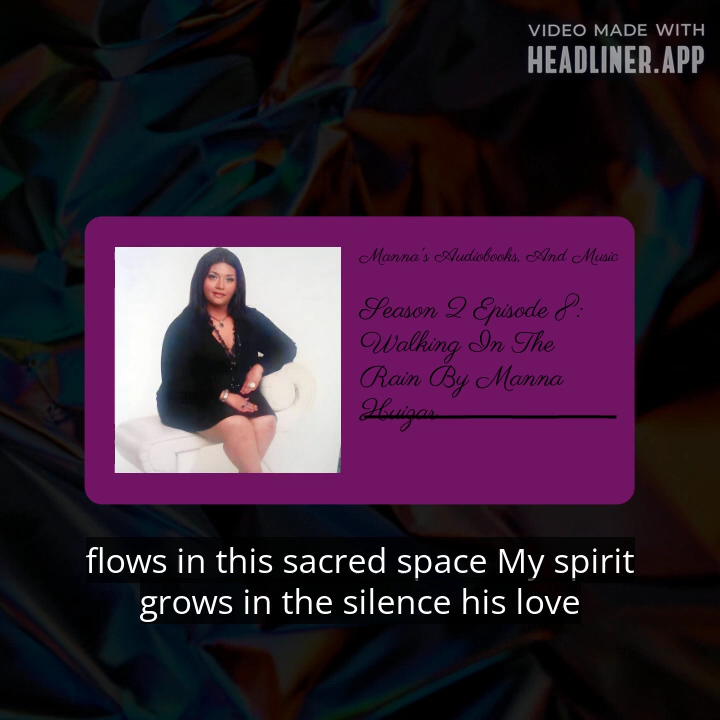 VIDEO MADE WITH
HEADLINER.APP
Manna's Audiobooks, And Music
Season 2 Episode 8:
Walking In The
Rain By Manna
Huizar
flows in this sacred space My spirit
grows in the silence his love